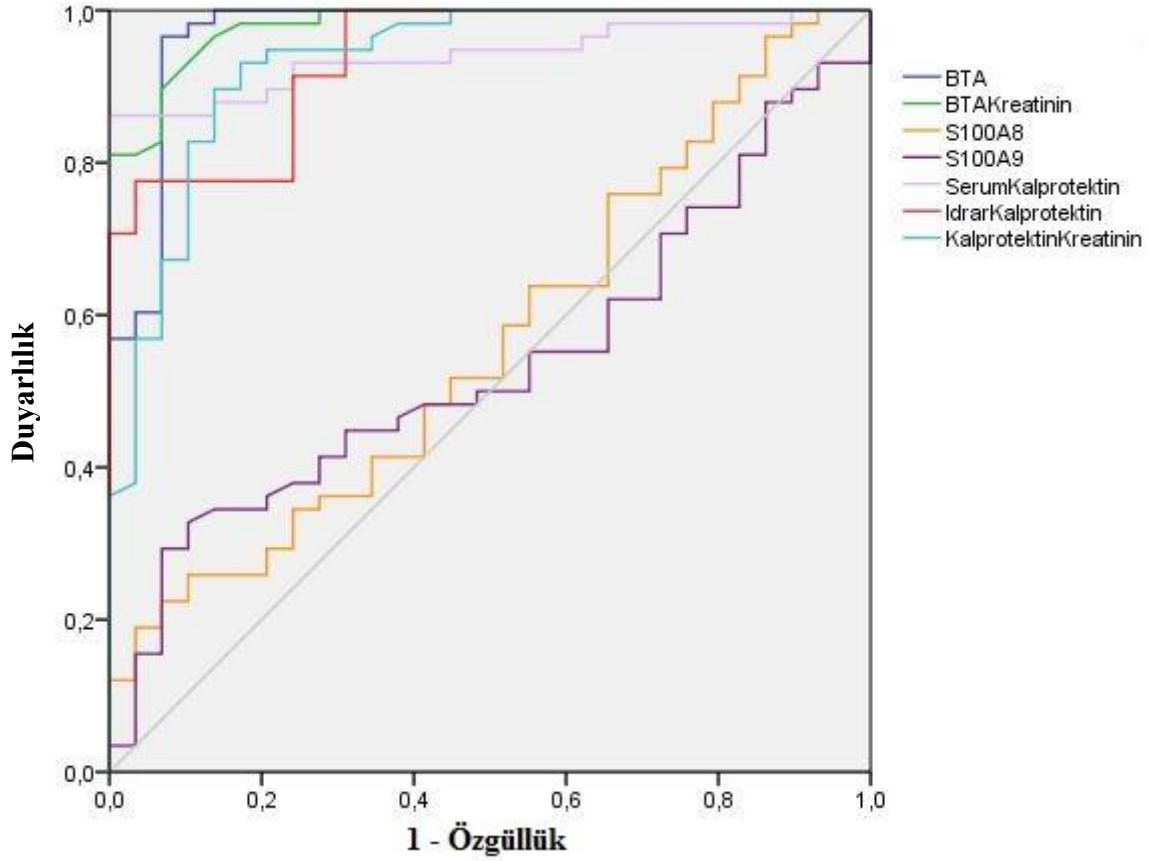 1,0
0,8
0,6
0,4
0,2
0,0
Duyarlılık
0,0 0,2 0,4 0,6 0,8 1,0
1 - Özgüllük
BTA
BTAKreatinin
S100A8
S100A9
SerumKalprotektin
IdrarKalprotektin
KalprotektinKreatinin